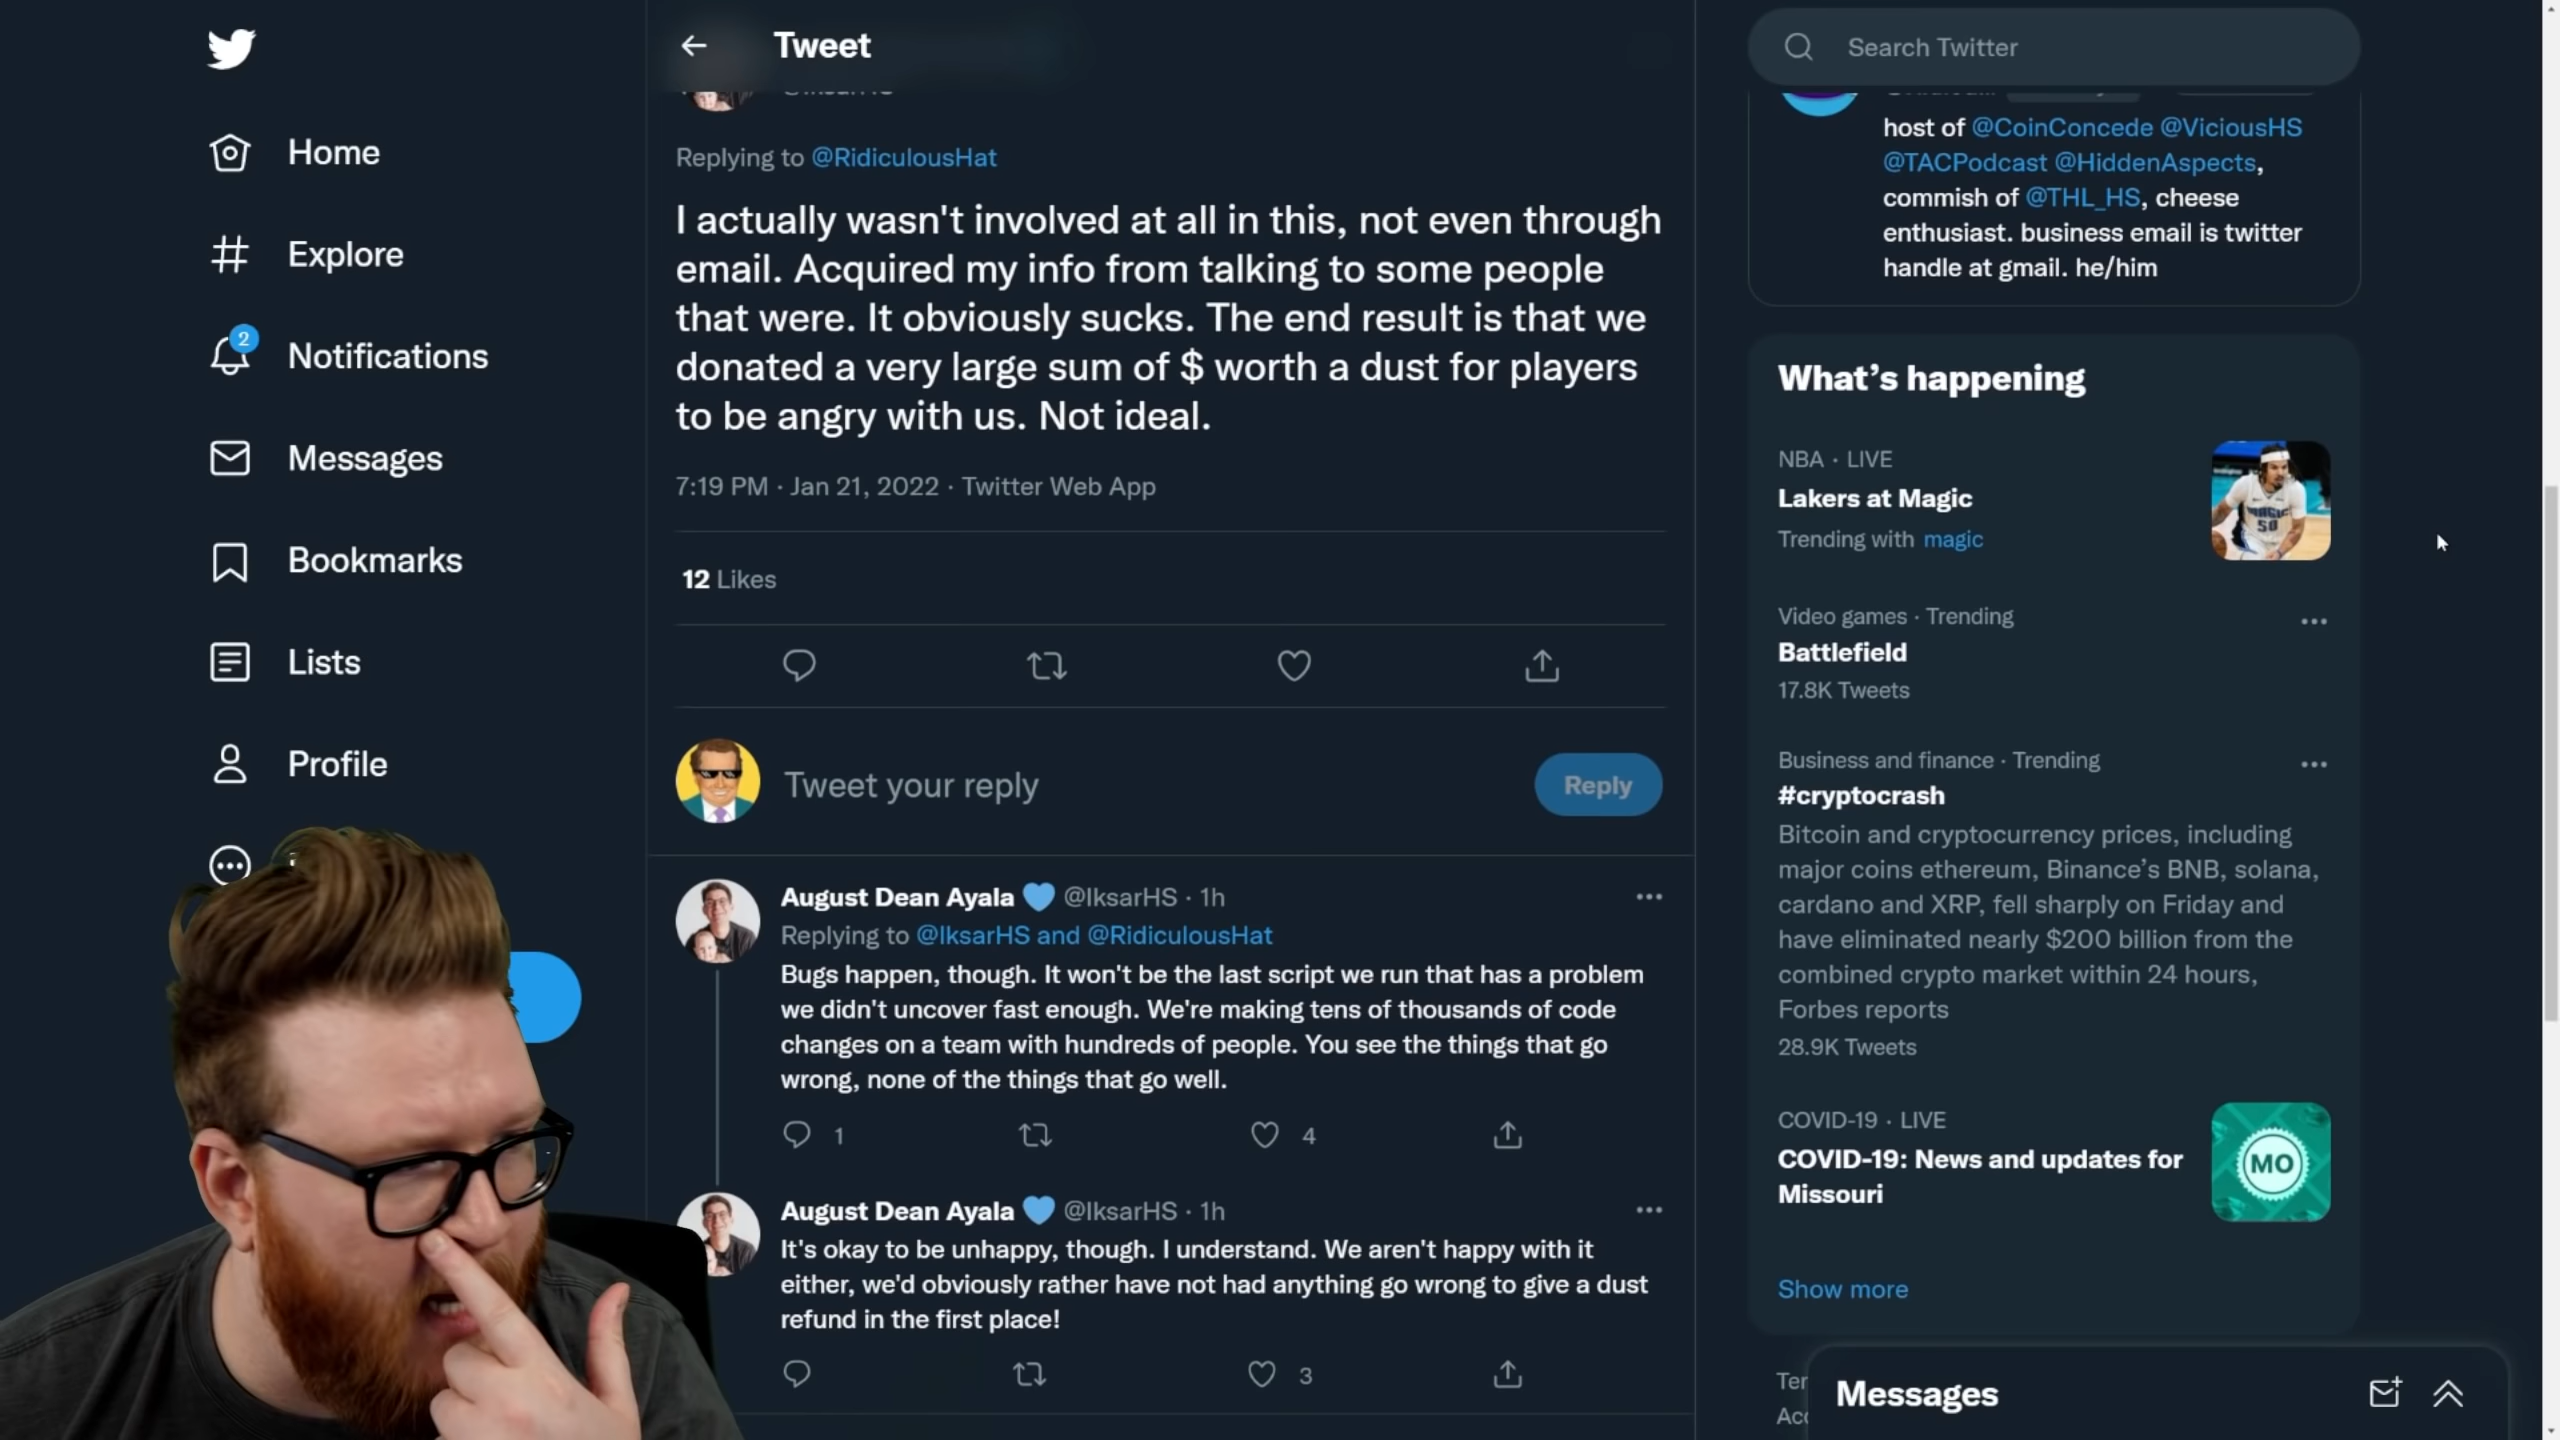 Tweet
Search Twitter
Home
Explore
2
Notifications
Messages
Bookmarks
Lists
Profile
@IksarHS
Replying to @RidiculousHat
I actually wasn't involved at all in this, not even through
email. Acquired my info from talking to some people
that were. It obviously sucks. The end result is that we
donated a very large sum of $ worth a dust for players
to be angry with us. Not ideal.
7:19 PM · Jan 21, 2022 · Twitter Web App
12 Likes
Tweet your reply
Reply
August Dean Ayala 💙 @IksarHS · 1h
Replying to @IksarHS and @RidiculousHat
Bugs happen, though. It won't be the last script we run that has a problem
we didn't uncover fast enough. We're making tens of thousands of code
changes on a team with hundreds of people. You see the things that go
wrong, none of the things that go well.
1
4
August Dean Ayala 💙 @IksarHS · 1h
It's okay to be unhappy, though. I understand. We aren't happy with it
either, we'd obviously rather have not had anything go wrong to give a dust
refund in the first place!
3
host of @CoinConcede @ViciousHS
@TACPodcast @HiddenAspects,
commish of @THL_HS, cheese
enthusiast. business email is twitter
handle at gmail. he/him
What's happening
NBA · LIVE
Lakers at Magic
Trending with magic
MAGIC
50
Video games · Trending
Battlefield
17.8K Tweets
Business and finance · Trending
#cryptocrash
Bitcoin and cryptocurrency prices, including
major coins ethereum, Binance's BNB, solana,
cardano and XRP, fell sharply on Friday and
have eliminated nearly $200 billion from the
combined crypto market within 24 hours,
Forbes reports
28.9K Tweets
COVID-19 · LIVE
COVID-19: News and updates for
Missouri
MO
Show more
Messages